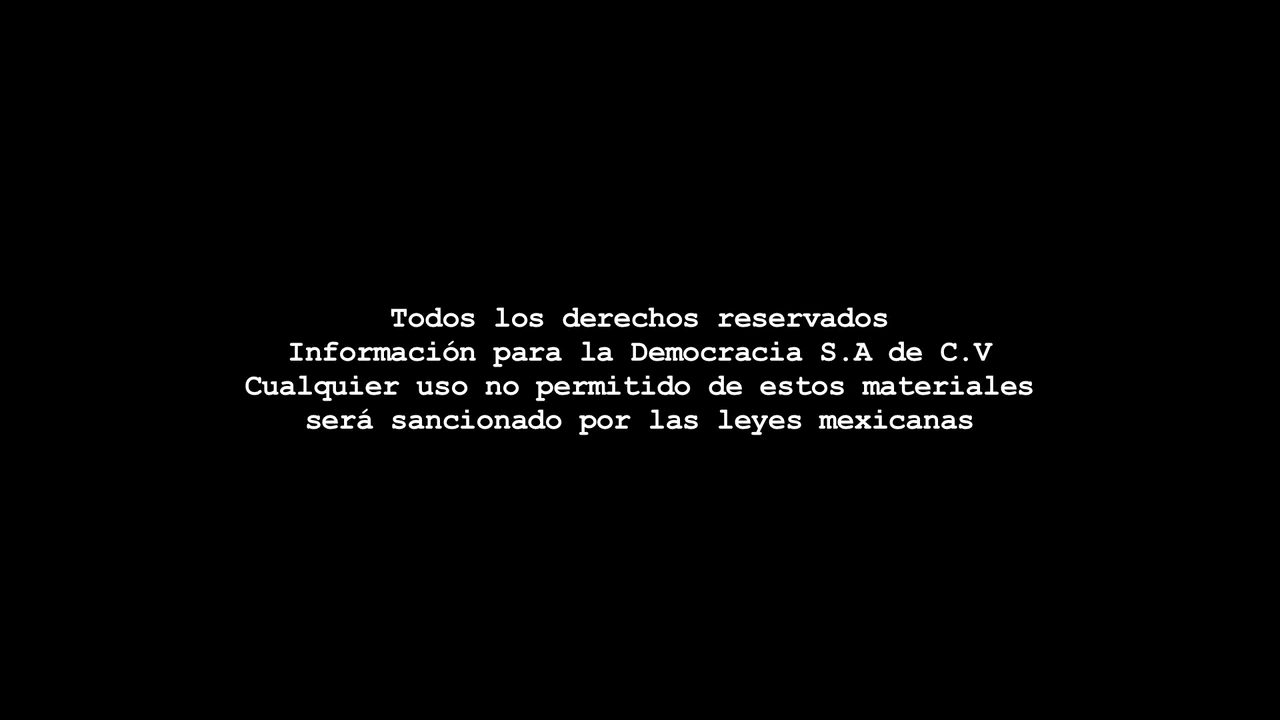 Todos los derechos reservados
Información para la Democracia S.A de C.V
Cualquier uso no permitido de estos materiales
será sancionado por las leyes mexicanas